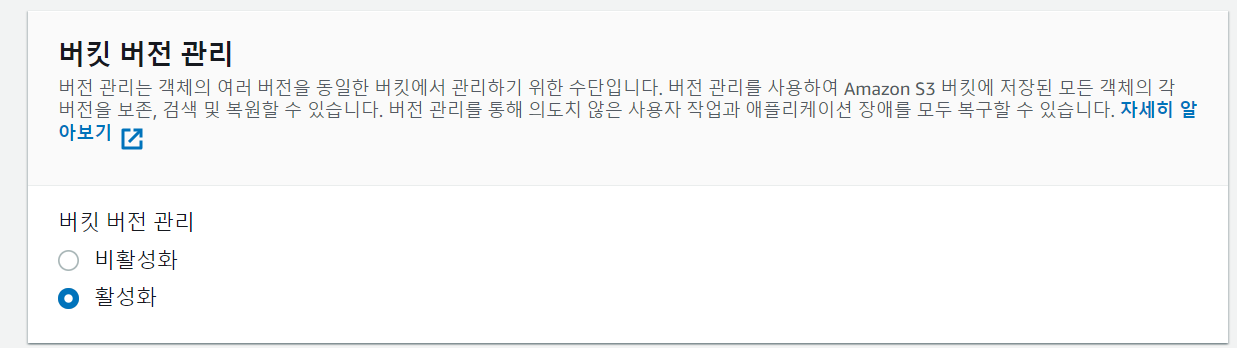 버킷 버전 관리
버전 관리는 객체의 여러 버전을 동일한 버킷에서 관리하기 위한 수단입니다. 버전 관리를 사용하여 Amazon S3 버킷에 저장된 모든 객체의 각
버전을 보존, 검색 및 복원할 수 있습니다. 버전 관리를 통해 의도치 않은 사용자 작업과 애플리케이션 장애를 모두 복구할 수 있습니다. 자세히 알
아보기
버킷 버전 관리
비활성화
활성화